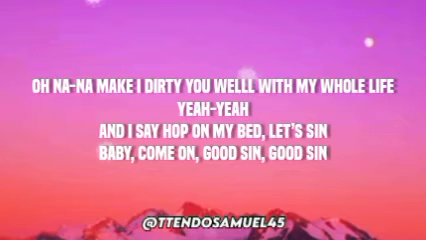 OH NA-NA MAKE I DIRTY YOU WELLL WITH MY WHOLE LIFE
YEAH-YEAH
AND I SAY HOP ON MY BED, LET'S SIN
BABY, COME ON, GOOD SIN, GOOD SIN
@TTENDOSAMUEL45